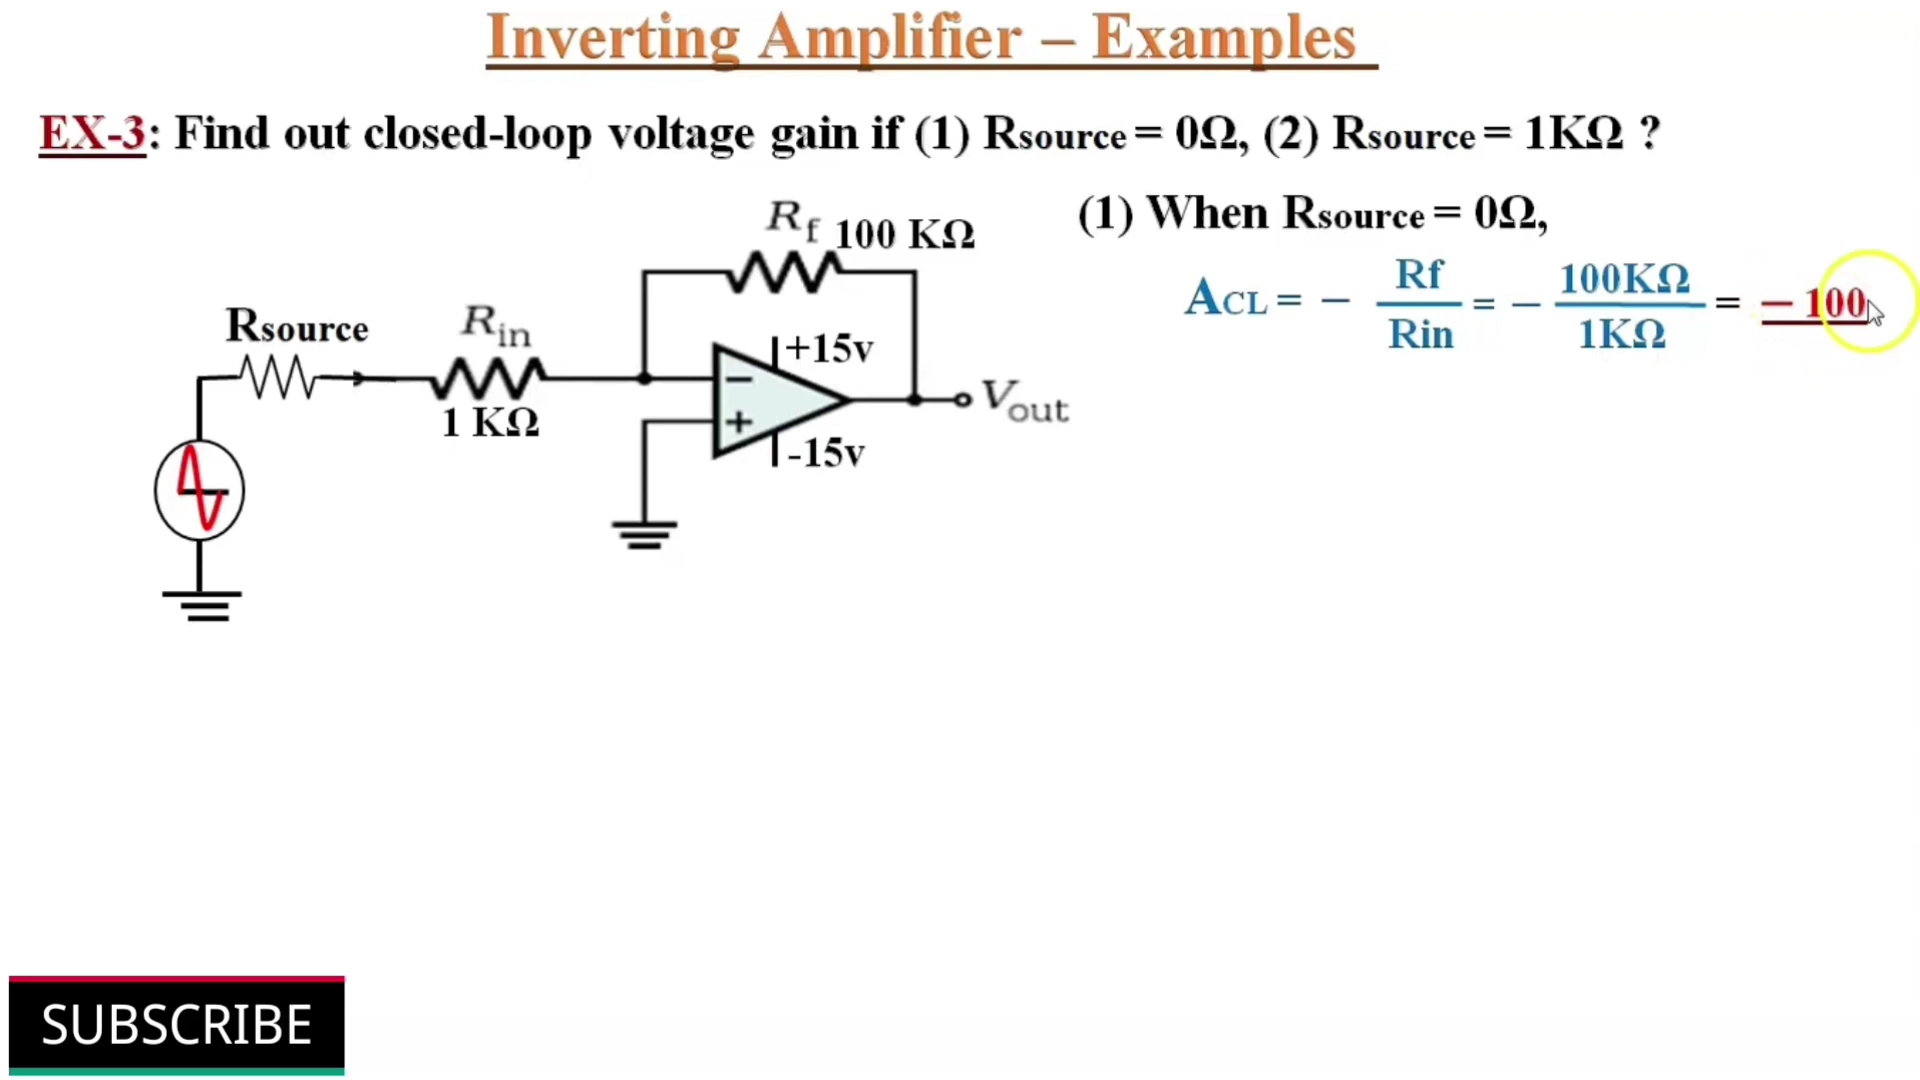 Inverting Amplifier – Examples
EX-3: Find out closed-loop voltage gain if (1) Rsource = 0Ω, (2) Rsource = 1KΩ ?
(1) When Rsource = 0Ω,
ACL = – Rf / Rin = – 100KΩ / 1KΩ = – 100
Rf 100 KΩ
Rsource
Rin
1 KΩ
+15v
–
+
-15v
Vout
SUBSCRIBE